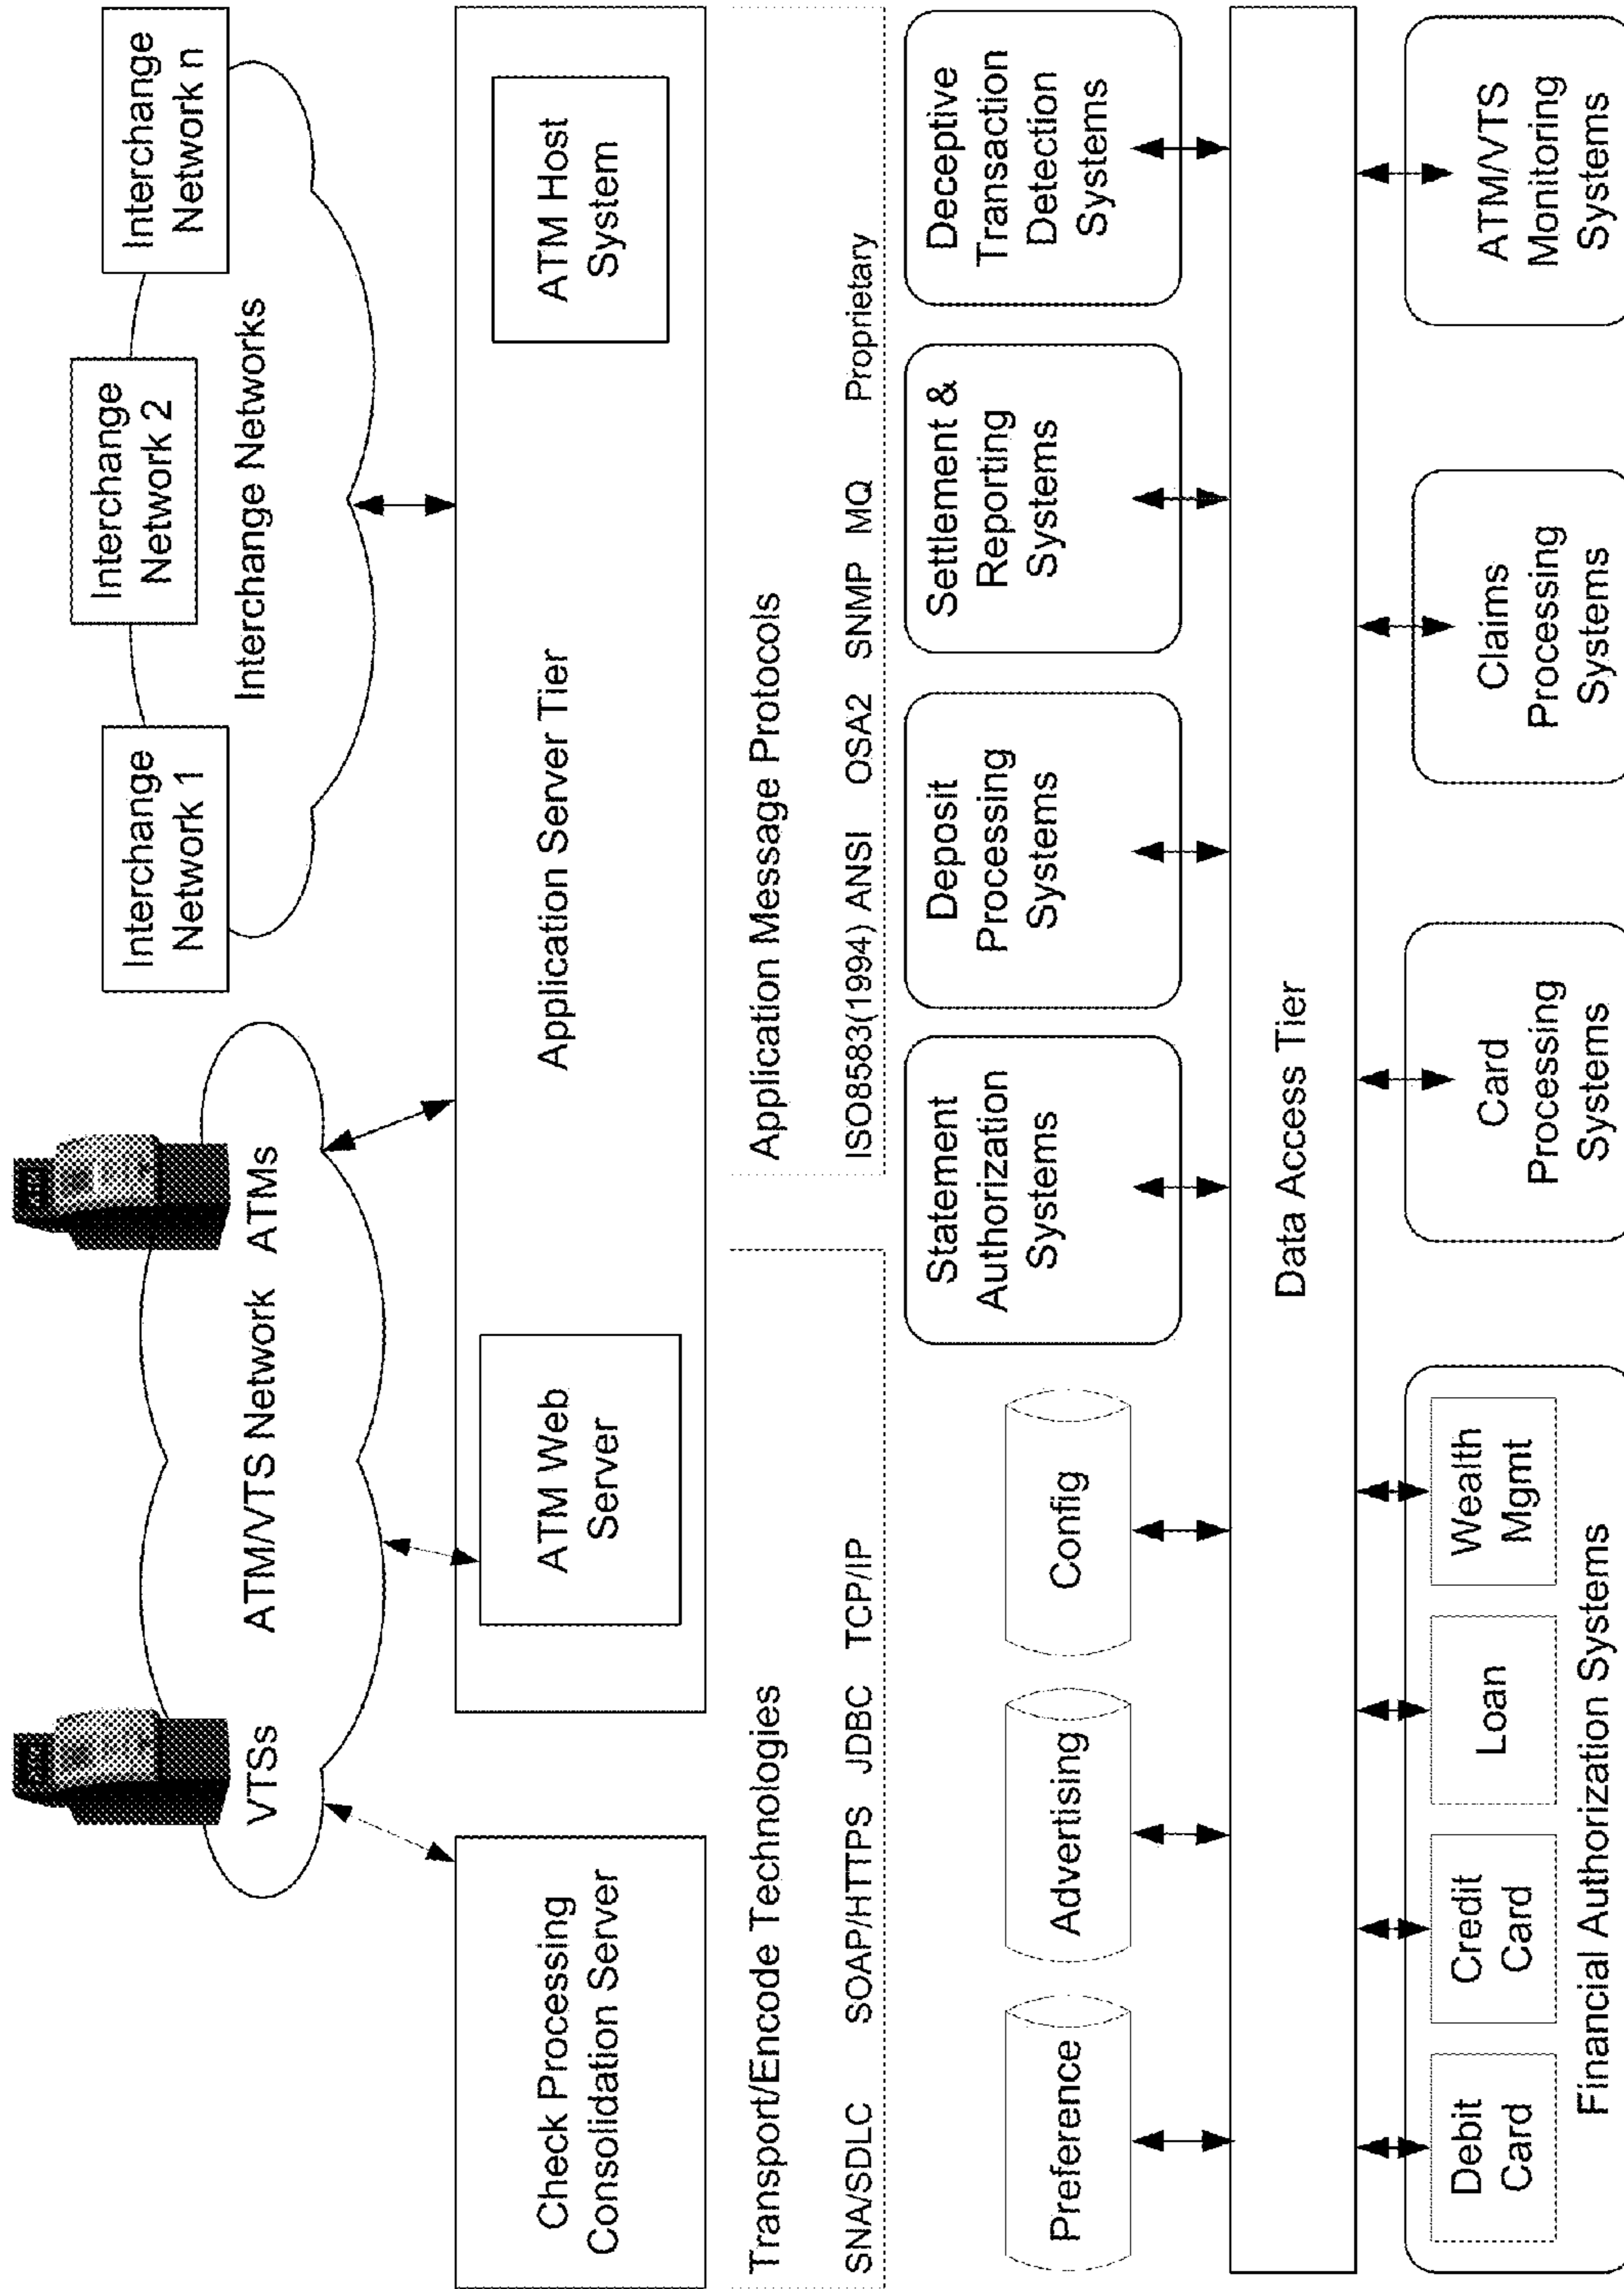 VTSs
ATM/VTS Network
ATMs
Interchange
Network 1
Interchange
Network 2
Interchange
Network n
Interchange Networks
Check Processing
Consolidation Server
ATM Web
Server
Application Server Tier
ATM Host
System
Transport/Encode Technologies
SNA/SDLC SOAP/HTTPS JDBC TCP/IP
Application Message Protocols
ISO8583(1994) ANSI OSA2 SNMP MQ Proprietary
Preference
Advertising
Config
Statement
Authorization
Systems
Deposit
Processing
Systems
Settlement &
Reporting
Systems
Deceptive
Transaction
Detection
Systems
Data Access Tier
Debit
Card
Credit
Card
Loan
Wealth
Mgmt
Financial Authorization Systems
Card
Processing
Systems
Claims
Processing
Systems
ATM/VTS
Monitoring
Systems